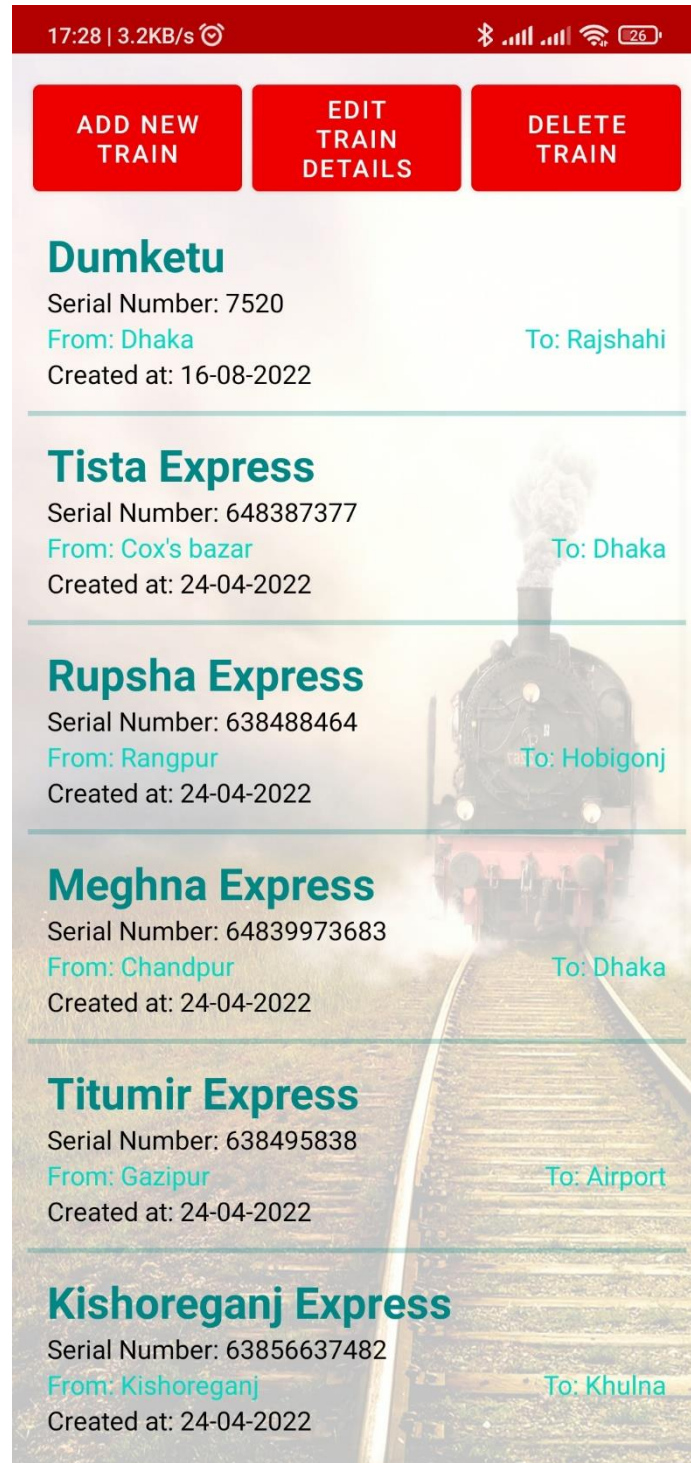 17:28 | 3.2KB/s
26
ADD NEW
TRAIN
EDIT
TRAIN
DETAILS
DELETE
TRAIN
Dumketu
Serial Number: 7520
From: Dhaka To: Rajshahi
Created at: 16-08-2022
Tista Express
Serial Number: 648387377
From: Cox's bazar To: Dhaka
Created at: 24-04-2022
Rupsha Express
Serial Number: 638488464
From: Rangpur To: Hobigonj
Created at: 24-04-2022
Meghna Express
Serial Number: 64839973683
From: Chandpur To: Dhaka
Created at: 24-04-2022
Titumir Express
Serial Number: 638495838
From: Gazipur To: Airport
Created at: 24-04-2022
Kishoreganj Express
Serial Number: 63856637482
From: Kishoreganj To: Khulna
Created at: 24-04-2022